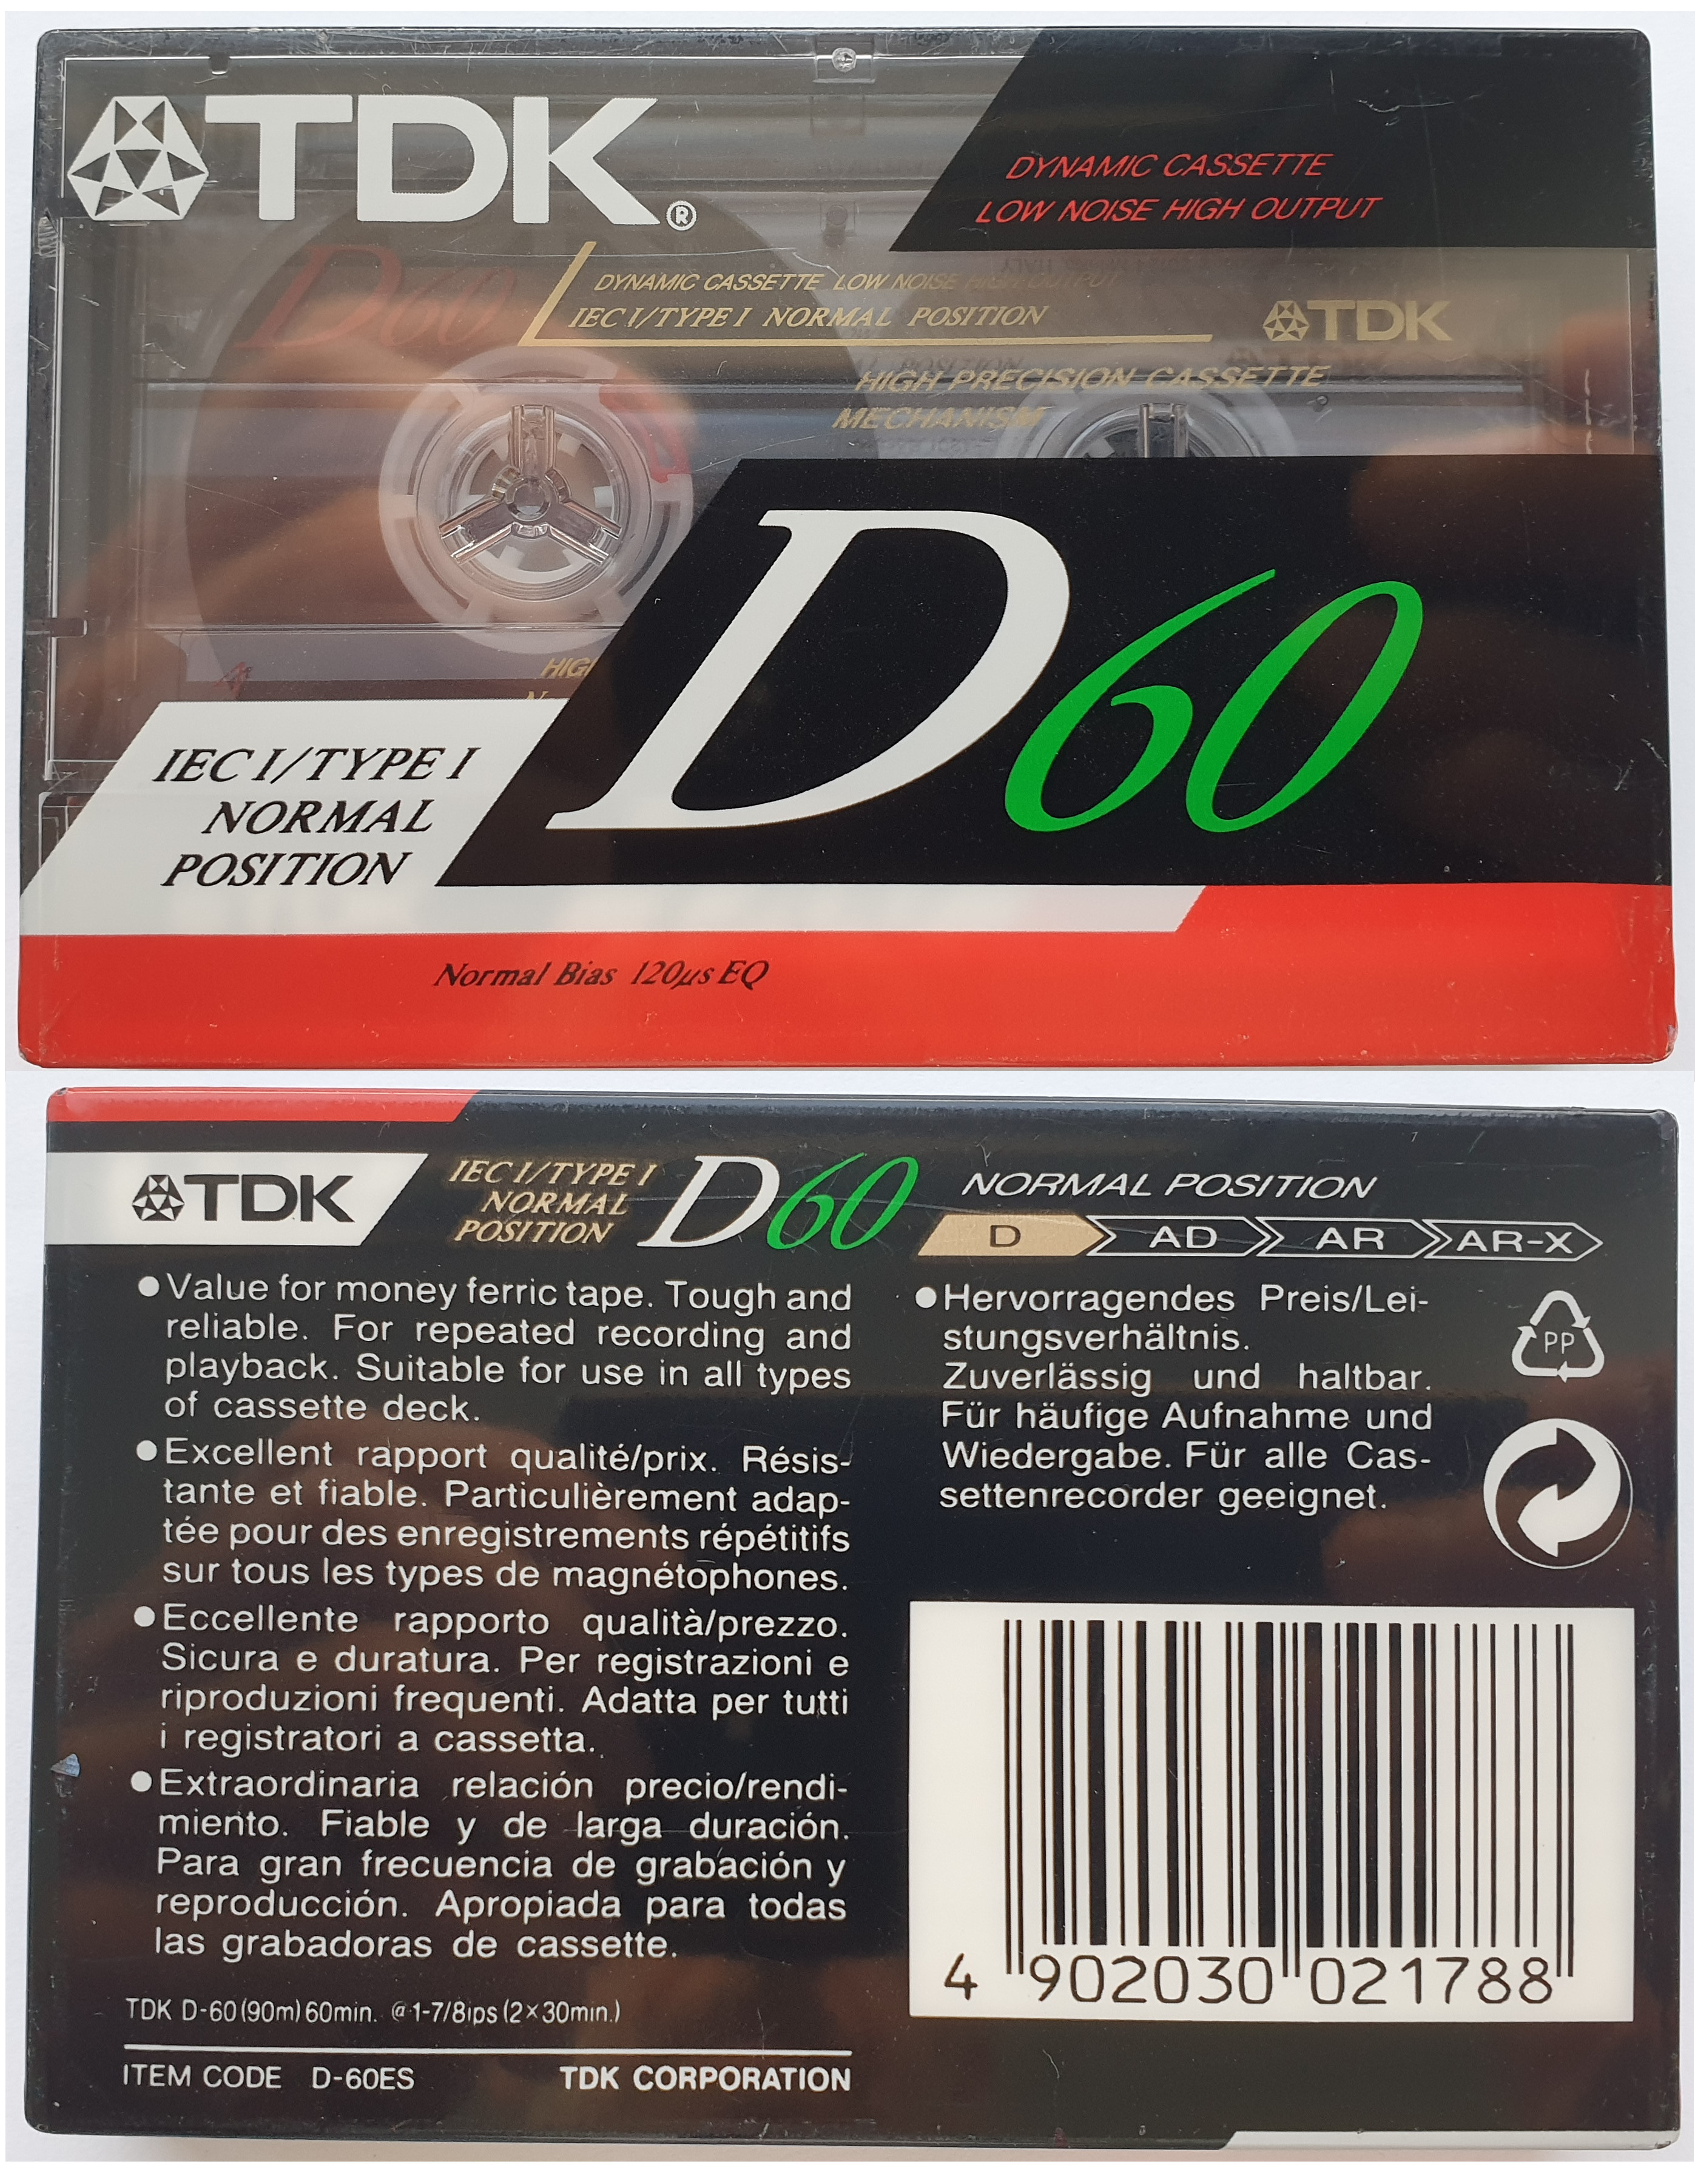 TDK®
DYNAMIC CASSETTE
LOW NOISE HIGH OUTPUT
D60
DYNAMIC CASSETTE LOW NOISE HIGH OUTPUT
IEC I/TYPE I NORMAL POSITION
TDK
HIGH PRECISION CASSETTE
MECHANISM
D60
IEC I/TYPE I
NORMAL
POSITION
Normal Bias 120µs EQ
TDK
IEC I/TYPE I
NORMAL
POSITION
D60
NORMAL POSITION
D AD AR AR-X
●Value for money ferric tape. Tough and
reliable. For repeated recording and
playback. Suitable for use in all types
of cassette deck.
●Excellent rapport qualité/prix. Résis-
tante et fiable. Particulièrement adap-
tée pour des enregistrements répétitifs
sur tous les types de magnétophones.
●Eccellente rapporto qualità/prezzo.
Sicura e duratura. Per registrazioni e
riproduzioni frequenti. Adatta per tutti
i registratori a cassetta.
●Extraordinaria relación precio/rendi-
miento. Fiable y de larga duración.
Para gran frecuencia de grabación y
reproducción. Apropiada para todas
las grabadoras de cassette.
TDK D-60 (90m) 60min. @ 1-7/8ips (2×30min.)
ITEM CODE D-60ES TDK CORPORATION
●Hervorragendes Preis/Lei-
stungsverhältnis.
Zuverlässig und haltbar.
Für häufige Aufnahme und
Wiedergabe. Für alle Cas-
settenrecorder geeignet.
PP
4 902030 021788